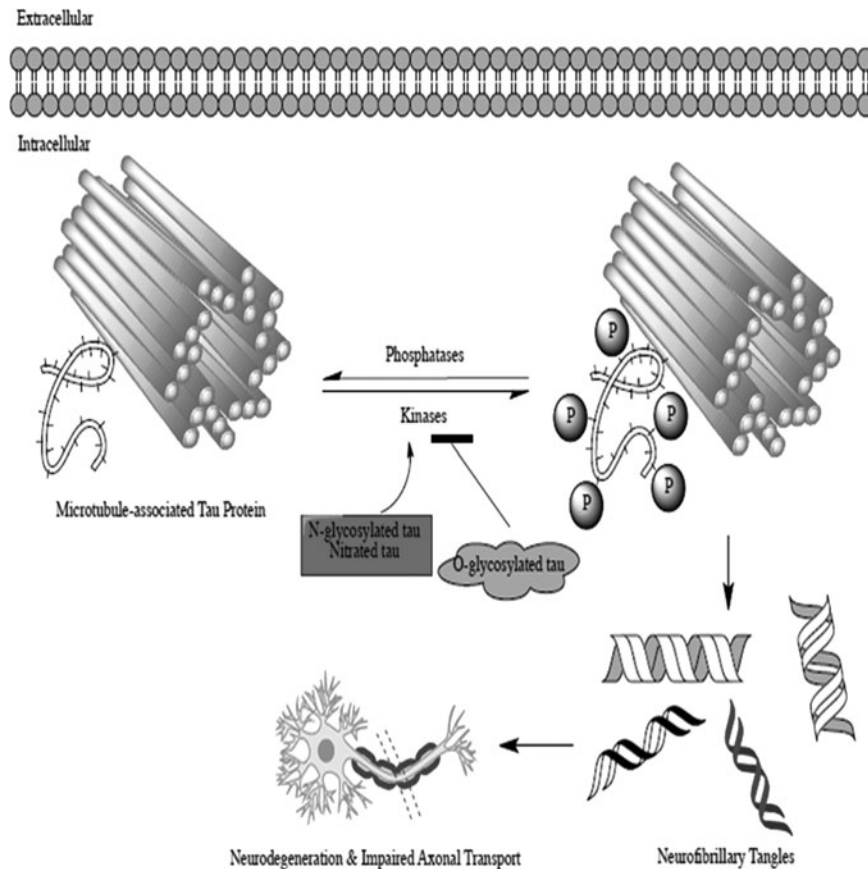 Extracellular
Intracellular
Phosphatases
Kinases
P
P
P
P
P
Microtubule-associated Tau Protein
N-glycosylated tau
Nitrated tau
O-glycosylated tau
Neurodegeneration & Impaired Axonal Transport
Neurofibrillary Tangles